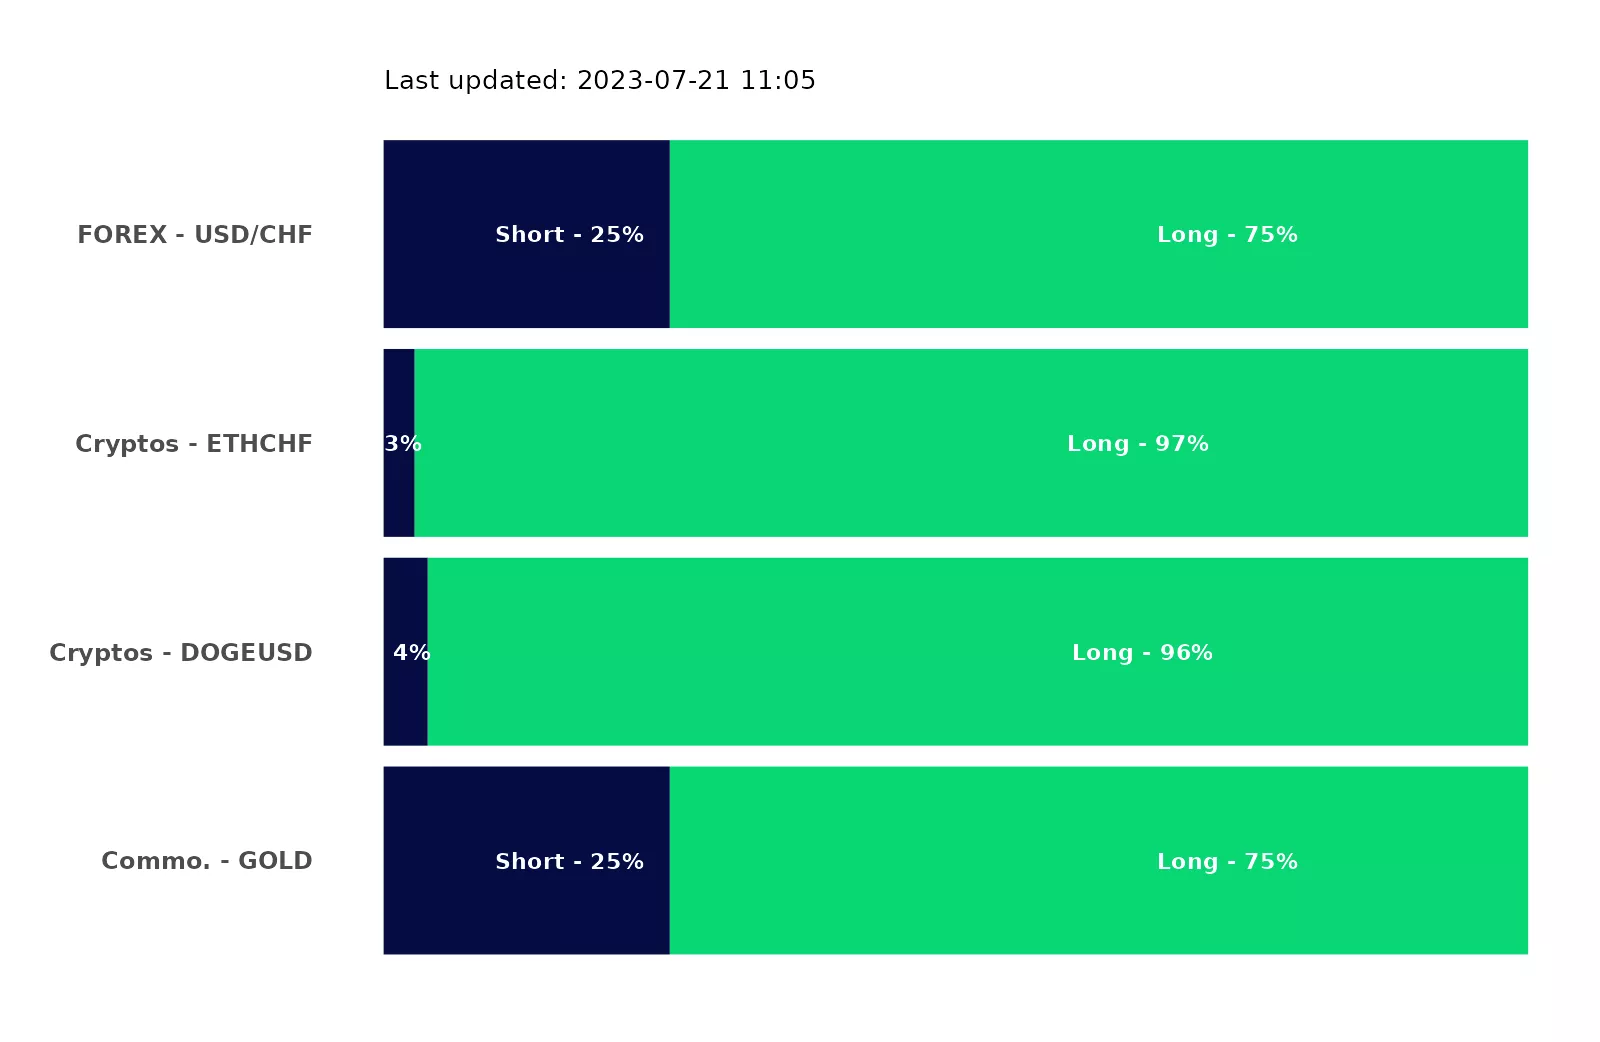 Last updated: 2023-07-21 11:05
FOREX - USD/CHF Short - 25% Long - 75%
Cryptos - ETHCHF 3% Long - 97%
Cryptos - DOGEUSD 4% Long - 96%
Commo. - GOLD Short - 25% Long - 75%